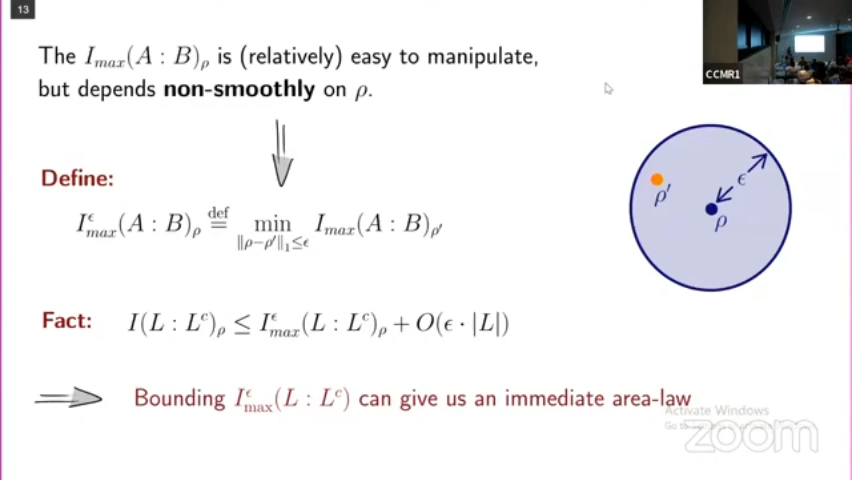 13
The $I_{max}(A : B)_\rho$ is (relatively) easy to manipulate,
but depends non-smoothly on $\rho$.
Define:
$I^\epsilon_{max}(A : B)_\rho \overset{\text{def}}{=} \min_{\|\rho - \rho'\|_1 \leq \epsilon} I_{max}(A : B)_{\rho'}$
Fact: $I(L : L^c)_\rho \leq I^\epsilon_{max}(L : L^c)_\rho + O(\epsilon \cdot |L|)$
Bounding $I^\epsilon_{\max}(L : L^c)$ can give us an immediate area-law
$\rho'$
$\epsilon$
$\rho$
CCMR1
Activate Windows
zoom